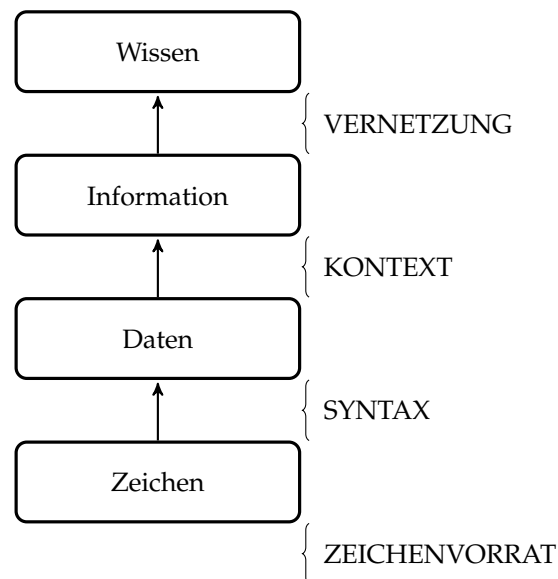 Wissen
VERNETZUNG
Information
KONTEXT
Daten
SYNTAX
Zeichen
ZEICHENVORRAT